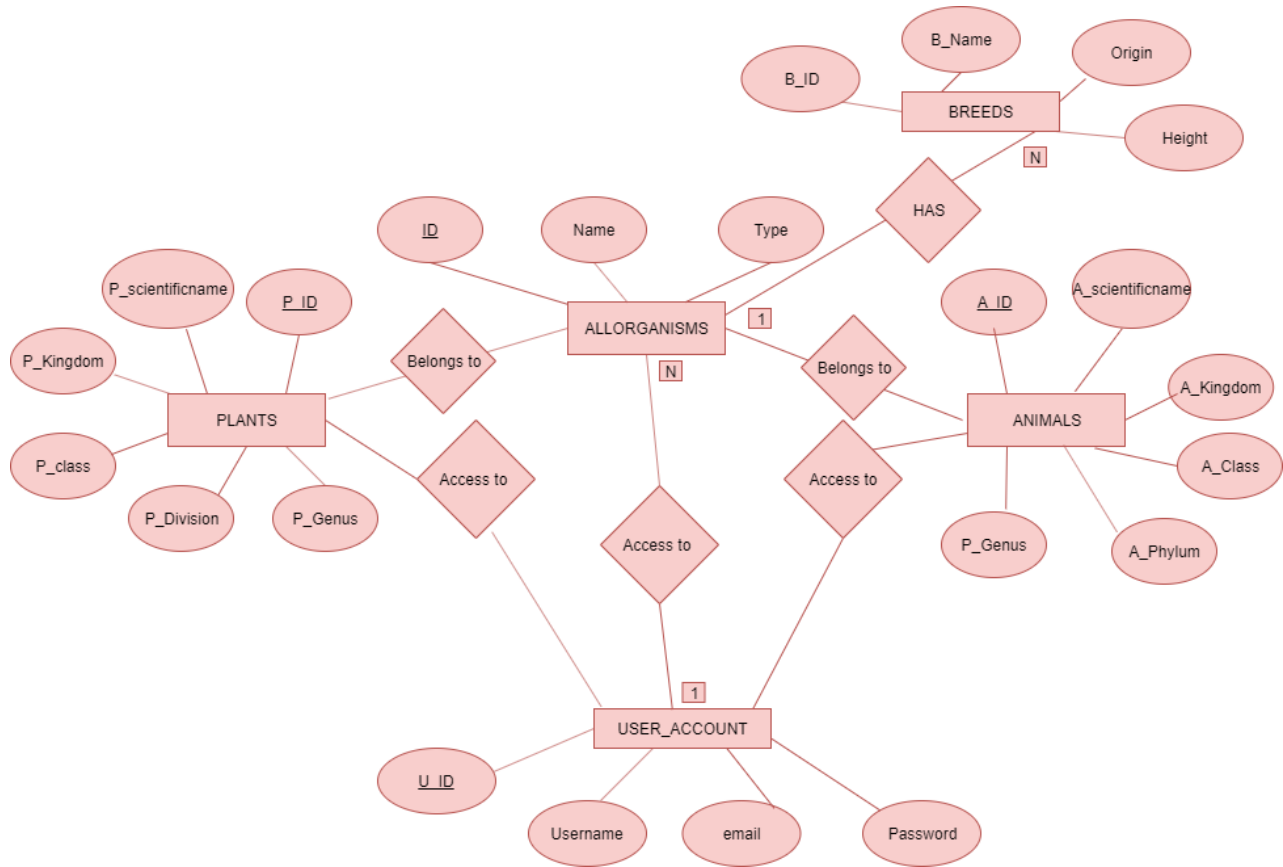 B_Name
Origin
B_ID
BREEDS
Height
N
HAS
ID
Name
Type
P_scientificname
P_ID
A_ID
A_scientificname
ALLORGANISMS
1
P_Kingdom
Belongs to
N
Belongs to
A_Kingdom
PLANTS
ANIMALS
P_class
Access to
Access to
A_Class
P_Division
P_Genus
Access to
P_Genus
A_Phylum
1
USER_ACCOUNT
U_ID
Username
email
Password